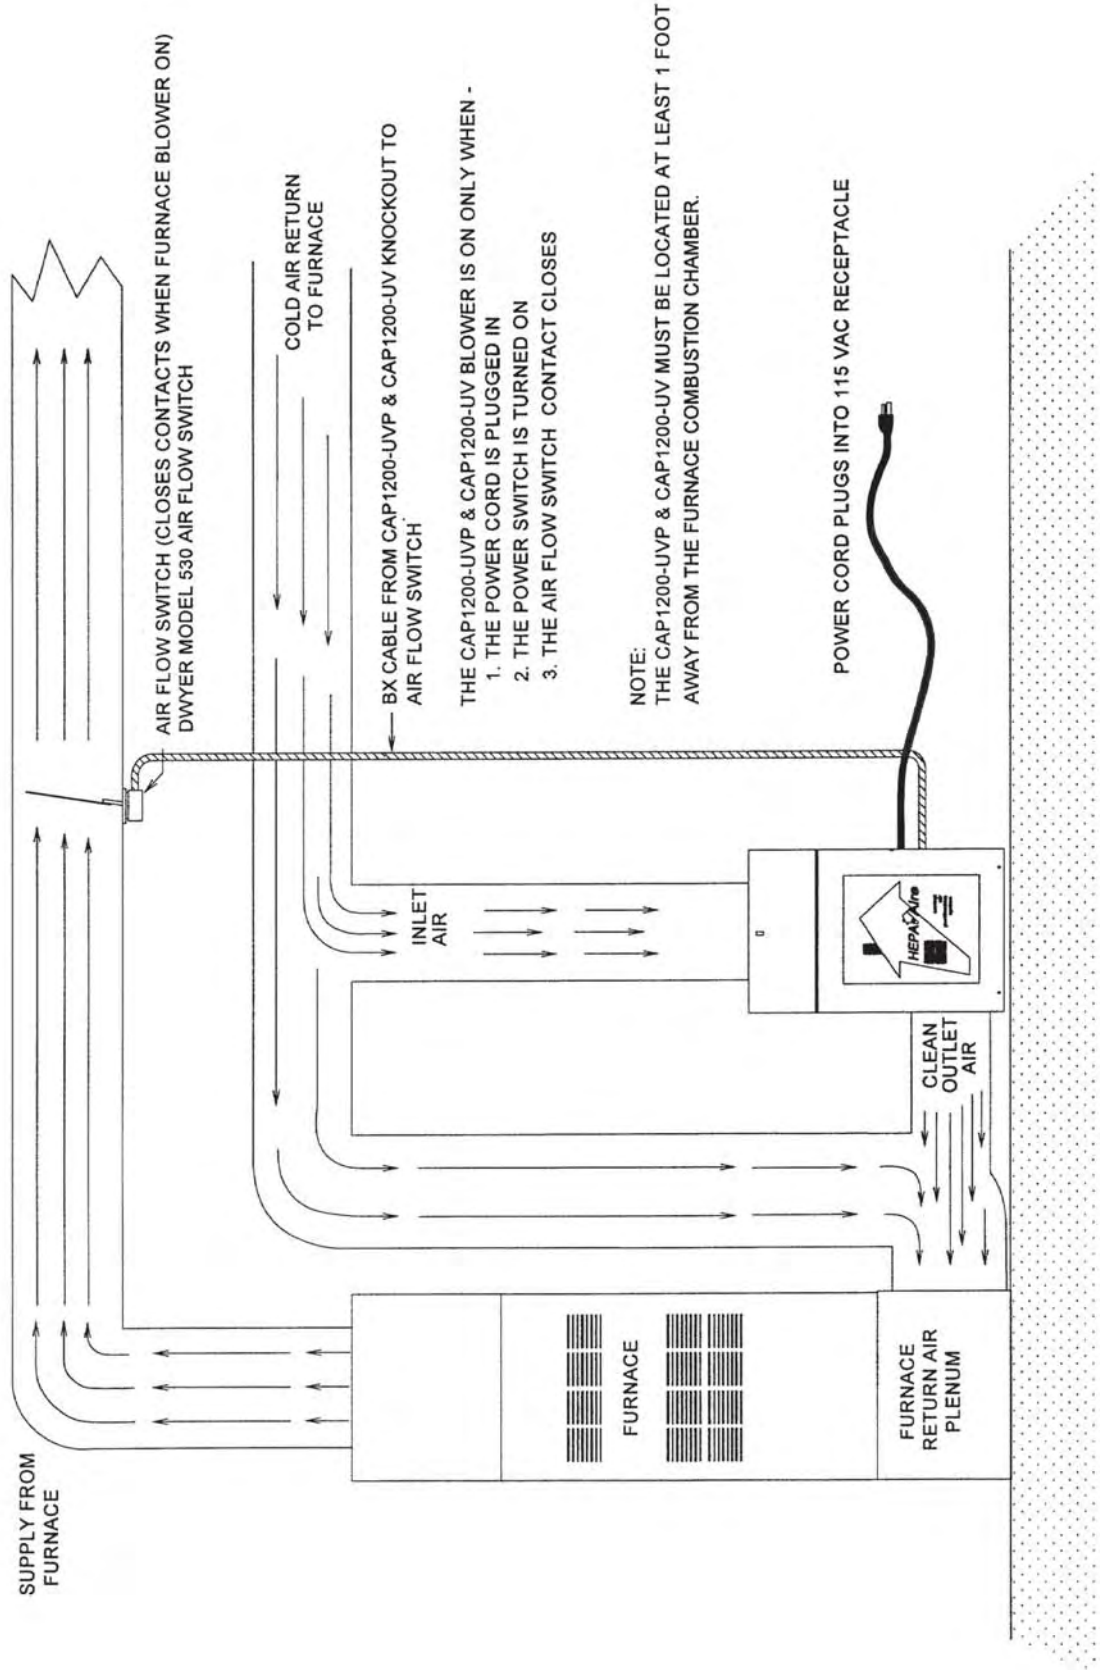 SUPPLY FROM
FURNACE
AIR FLOW SWITCH (CLOSES CONTACTS WHEN FURNACE BLOWER ON)
DWYER MODEL 530 AIR FLOW SWITCH
COLD AIR RETURN
TO FURNACE
BX CABLE FROM CAP1200-UVP & CAP1200-UV KNOCKOUT TO
AIR FLOW SWITCH
THE CAP1200-UVP & CAP1200-UV BLOWER IS ON ONLY WHEN -
1. THE POWER CORD IS PLUGGED IN
2. THE POWER SWITCH IS TURNED ON
3. THE AIR FLOW SWITCH CONTACT CLOSES
INLET
AIR
NOTE:
THE CAP1200-UVP & CAP1200-UV MUST BE LOCATED AT LEAST 1 FOOT
AWAY FROM THE FURNACE COMBUSTION CHAMBER.
FURNACE
POWER CORD PLUGS INTO 115 VAC RECEPTACLE
FURNACE
RETURN AIR
PLENUM
CLEAN
OUTLET
AIR